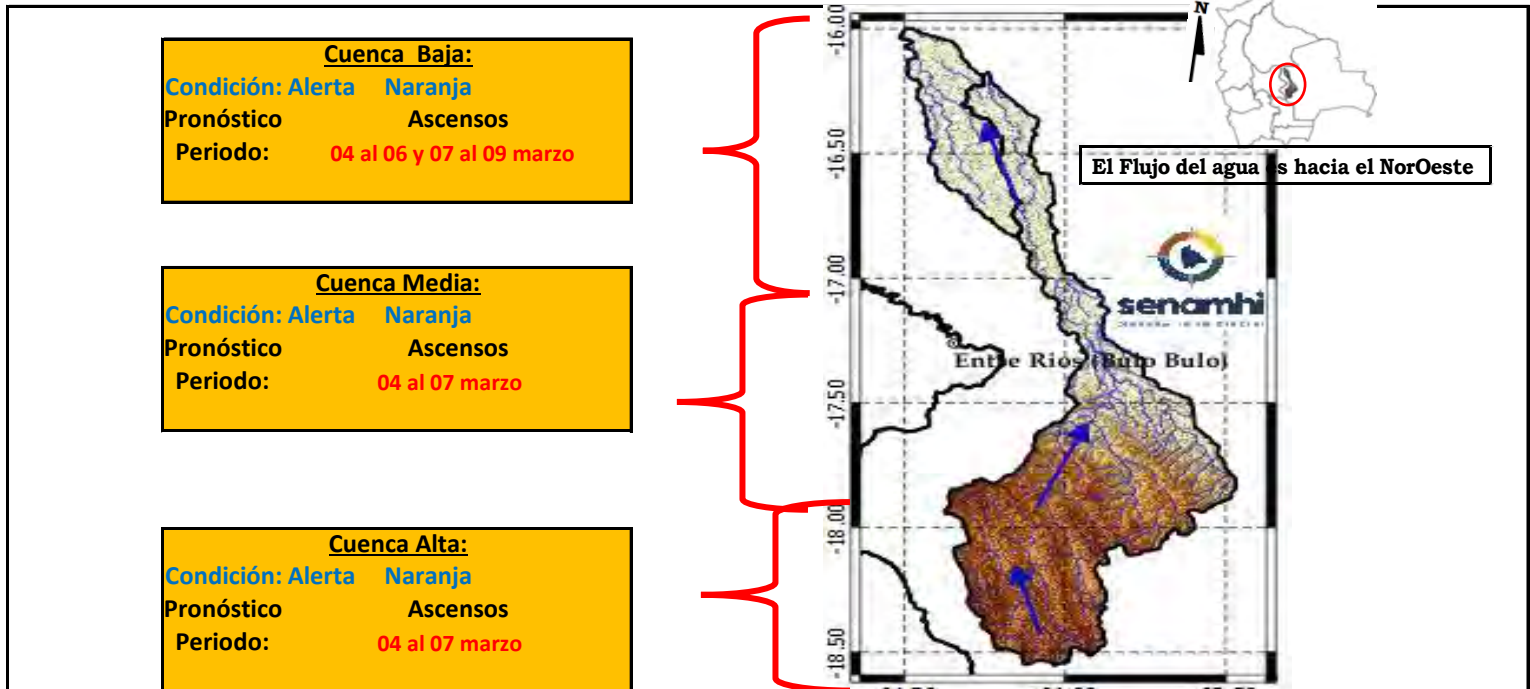 Cuenca Baja:
Condición: Alerta Naranja
Pronóstico Ascensos
Periodo: 04 al 06 y 07 al 09 marzo
Cuenca Media:
Condición: Alerta Naranja
Pronóstico Ascensos
Periodo: 04 al 07 marzo
Cuenca Alta:
Condición: Alerta Naranja
Pronóstico Ascensos
Periodo: 04 al 07 marzo
N
El Flujo del agua es hacia el NorOeste
senamhi
Entre Rios (Bulo Bulo)
-16.00
-16.50
-17.00
-17.50
-18.00
-18.50